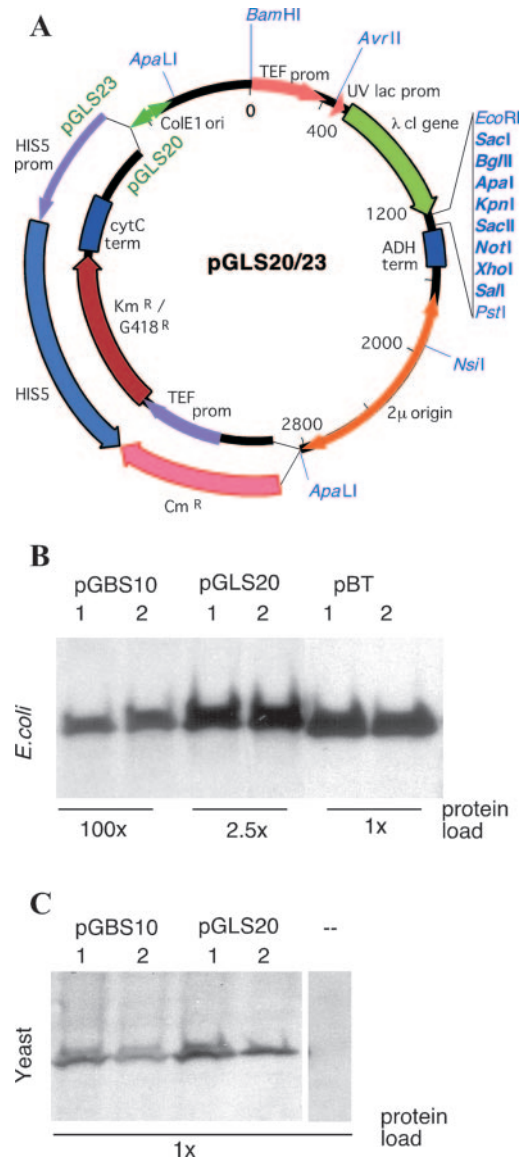 A
BamHI
ApaLI
AvrII
TEF prom
UV lac prom
0
400
λ cI gene
pGLS23
ColE1 ori
pGLS20
HIS5
prom
EcoRI
SacI
BglII
ApaI
KpnI
SacII
NotI
XhoI
SalI
PstI
1200
cytC
term
pGLS20/23
ADH
term
Km R /
G418 R
2000
NsiI
HIS5
TEF
prom
2μ origin
2800
ApaLI
Cm R
B
pGBS10 pGLS20 pBT
1 2 1 2 1 2
E.coli
100x 2.5x 1x
protein
load
C
pGBS10 pGLS20 --
1 2 1 2
Yeast
1x
protein
load